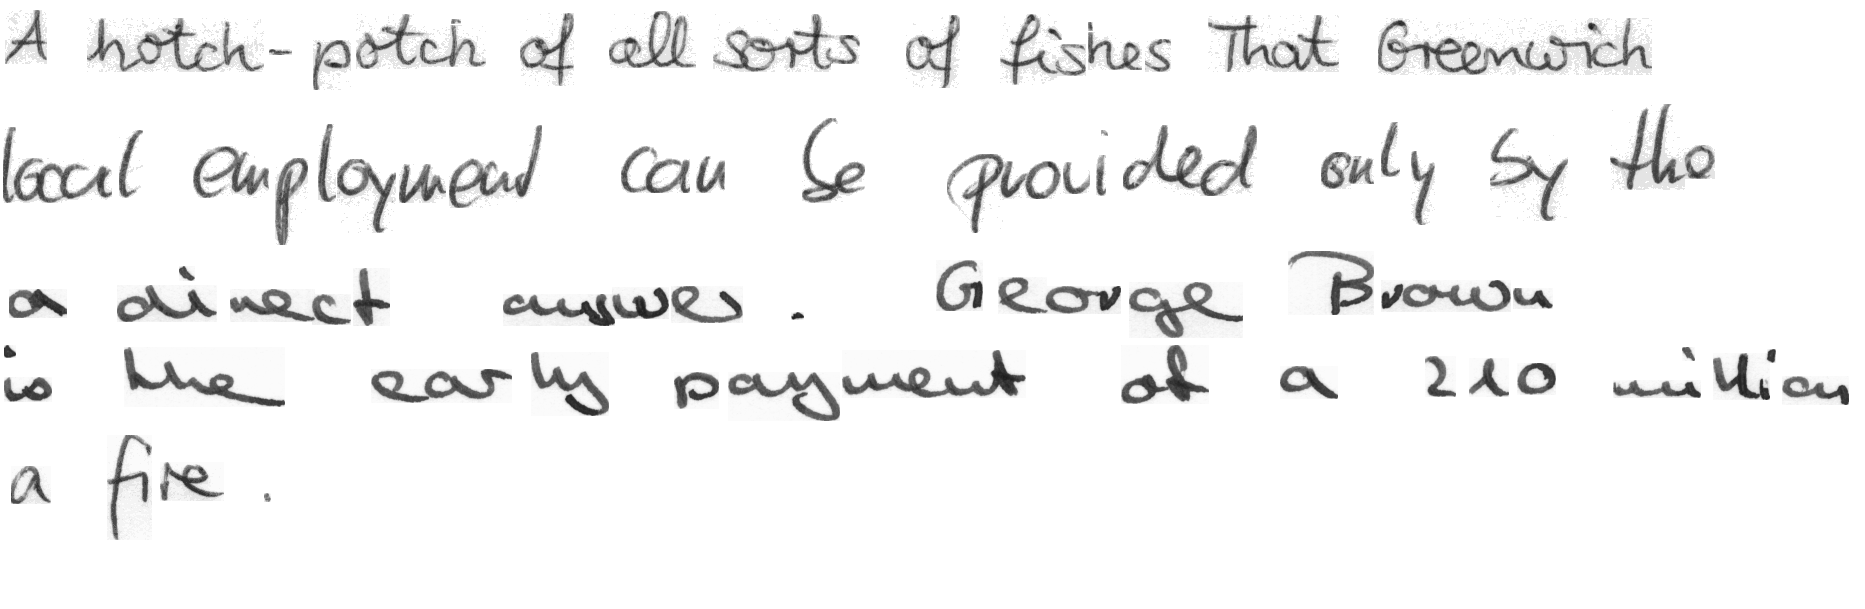 A hotch-potch of all sorts of fishes That Greenwich
local employment can be provided only by the
a direct answer. George Brown
is the early payment of a 210 million
a fire.